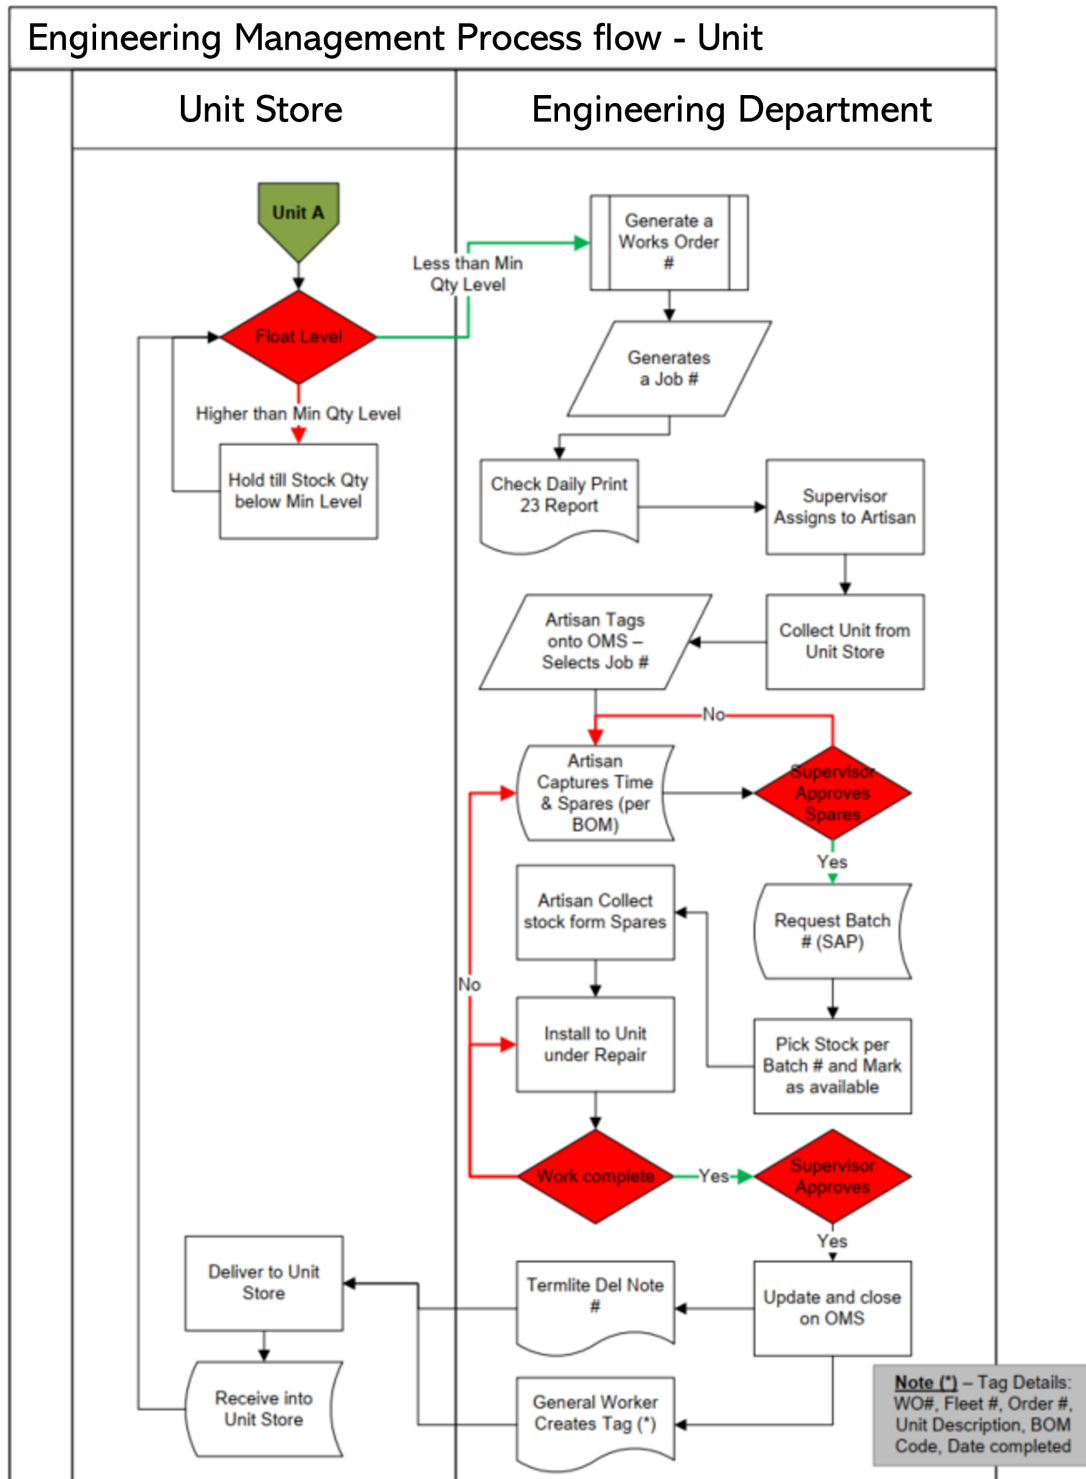 Engineering Management Process flow - Unit
Unit Store
Engineering Department
Unit A
Generate a
Works Order
#
Less than Min
Qty Level
Float Level
Generates
a Job #
Higher than Min Qty Level
Hold till Stock Qty
below Min Level
Check Daily Print
23 Report
Supervisor
Assigns to Artisan
Artisan Tags
onto OMS –
Selects Job #
Collect Unit from
Unit Store
No
Artisan
Captures Time
& Spares (per
BOM)
Supervisor
Approves
Spares
Yes
Artisan Collect
stock form Spares
Request Batch
# (SAP)
No
Install to Unit
under Repair
Pick Stock per
Batch # and Mark
as available
Work complete
Yes
Supervisor
Approves
Yes
Deliver to Unit
Store
Termlite Del Note
#
Update and close
on OMS
Receive into
Unit Store
General Worker
Creates Tag (*)
Note (*) – Tag Details:
WO#, Fleet #, Order #,
Unit Description, BOM
Code, Date completed